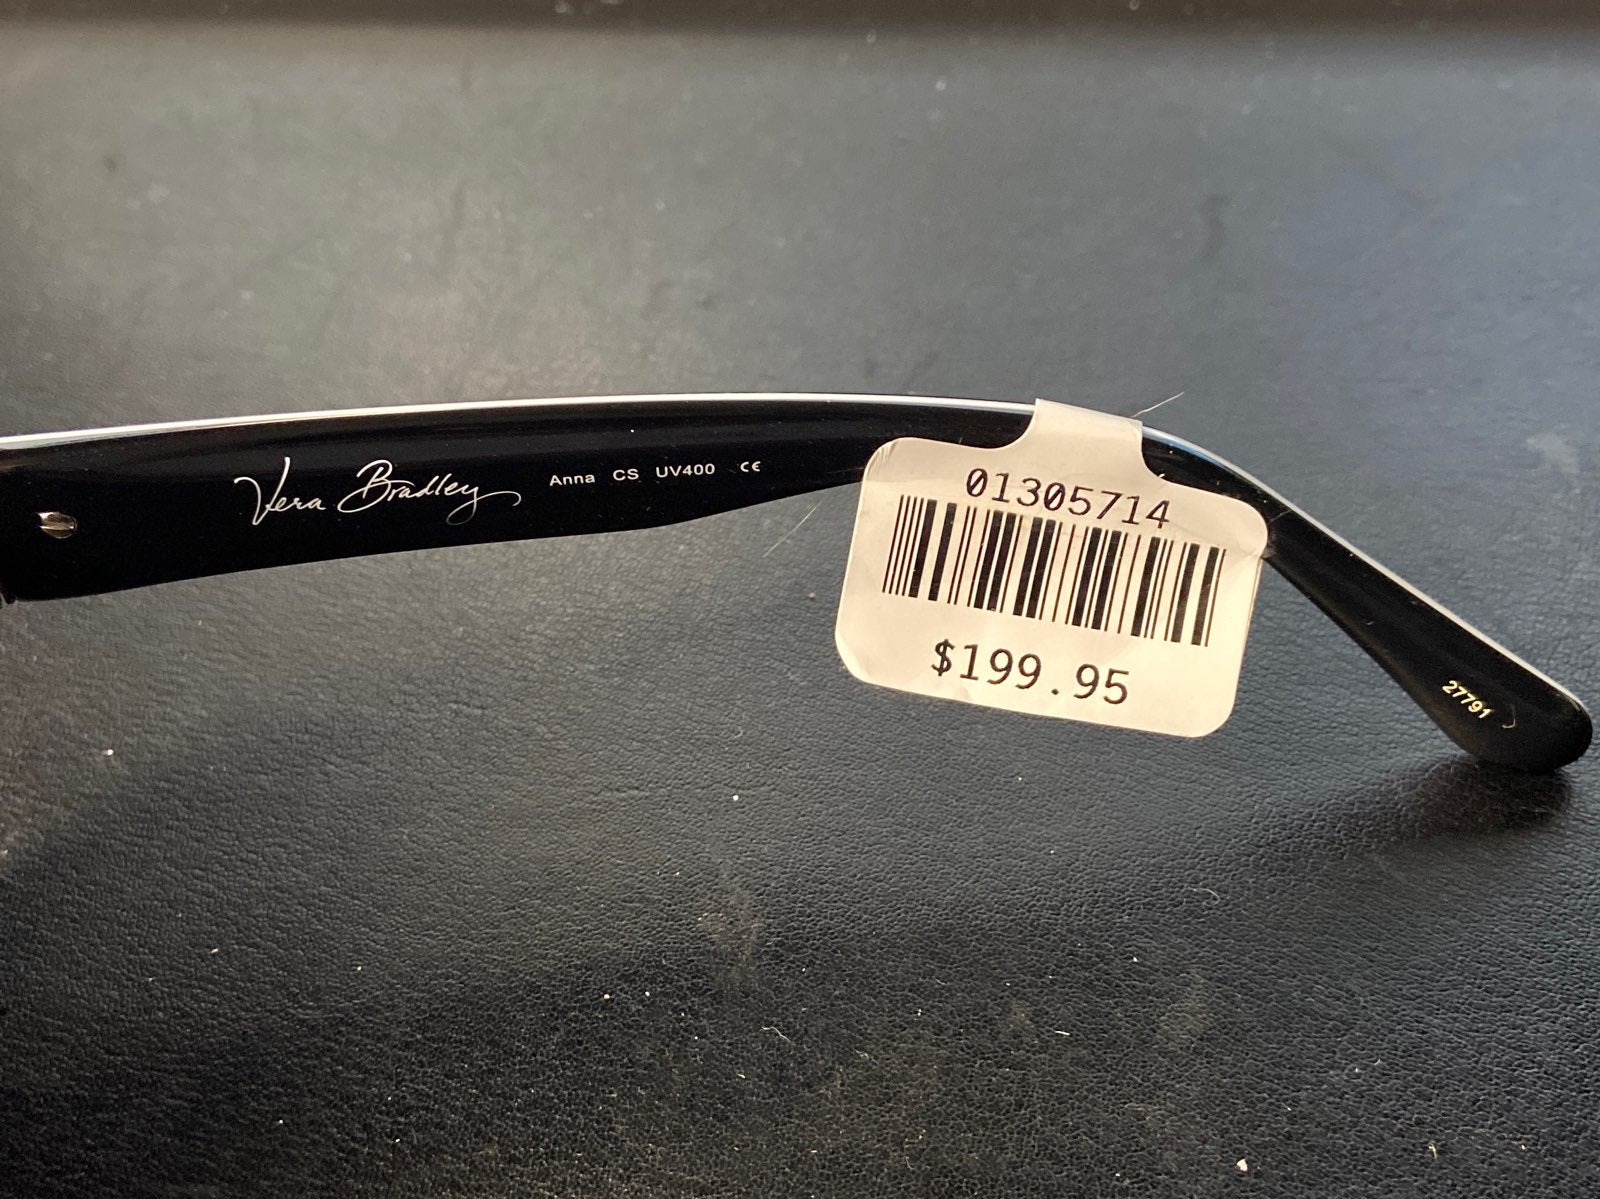 Vera Bradley Anna CS UV400 CE
01305714
$199.95
27791